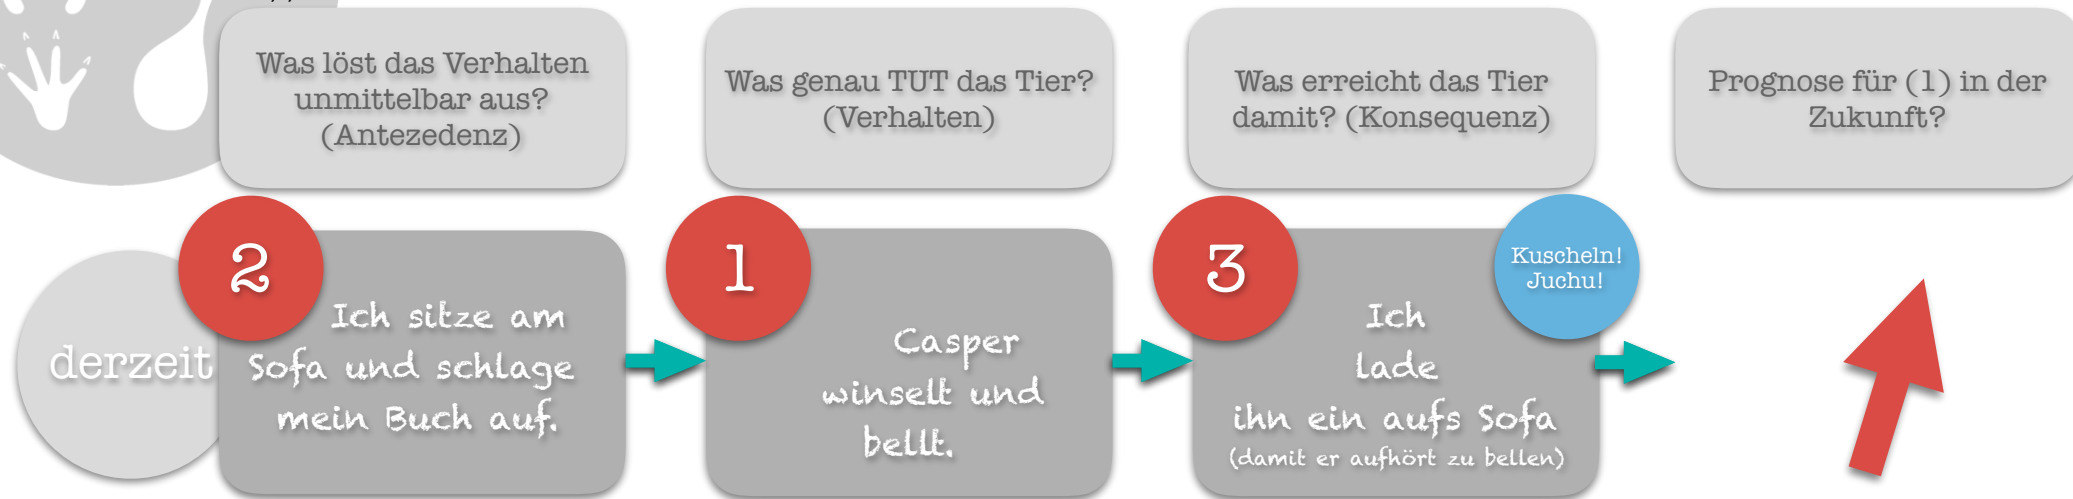 Was löst das Verhalten
unmittelbar aus?
(Antezedenz)
Was genau TUT das Tier?
(Verhalten)
Was erreicht das Tier
damit? (Konsequenz)
Prognose für (1) in der
Zukunft?
derzeit
2
Ich sitze am
Sofa und schlage
mein Buch auf.
1
Casper
winselt und
bellt.
3
Ich
lade
ihn ein aufs Sofa
(damit er aufhört zu bellen)
Kuscheln!
Juchu!